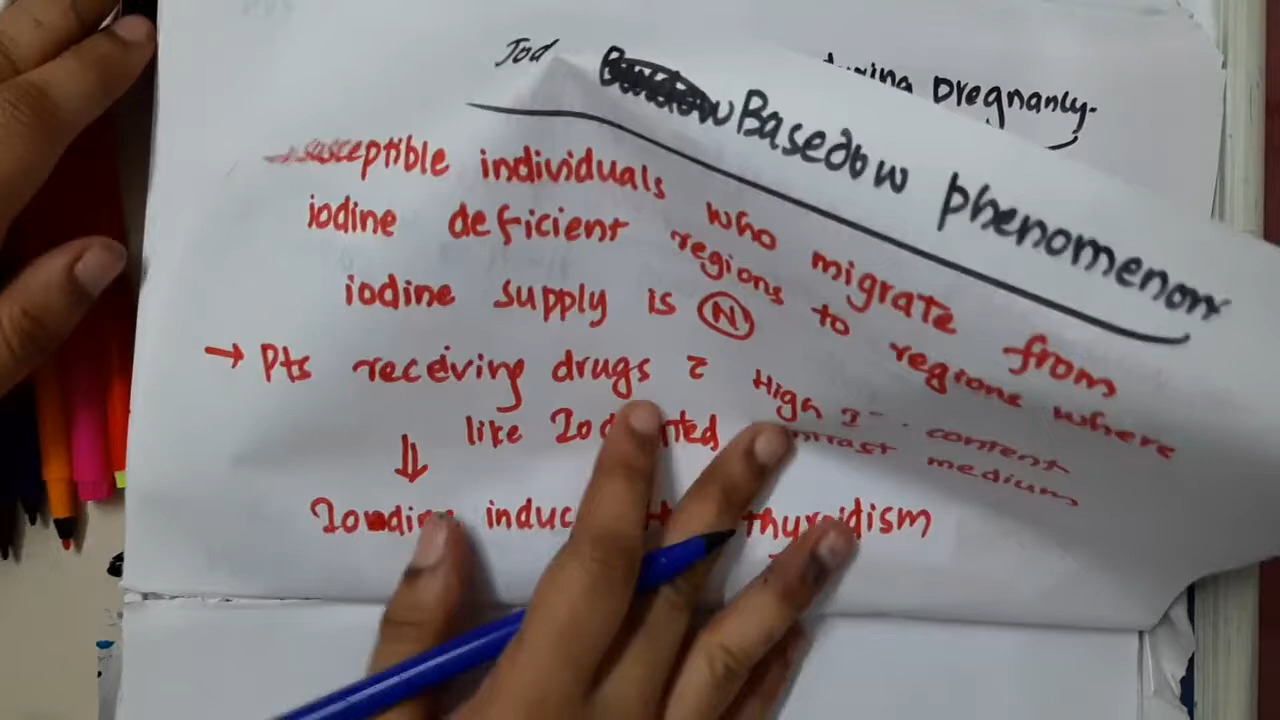 during pregnancy.
Jod Basedow phenomenon
→ susceptible individuals who migrate from
iodine deficient regions to regions where
iodine supply is (N)
→ Pts receiving drugs c High I⁻ content
like medium
induc thyroidism